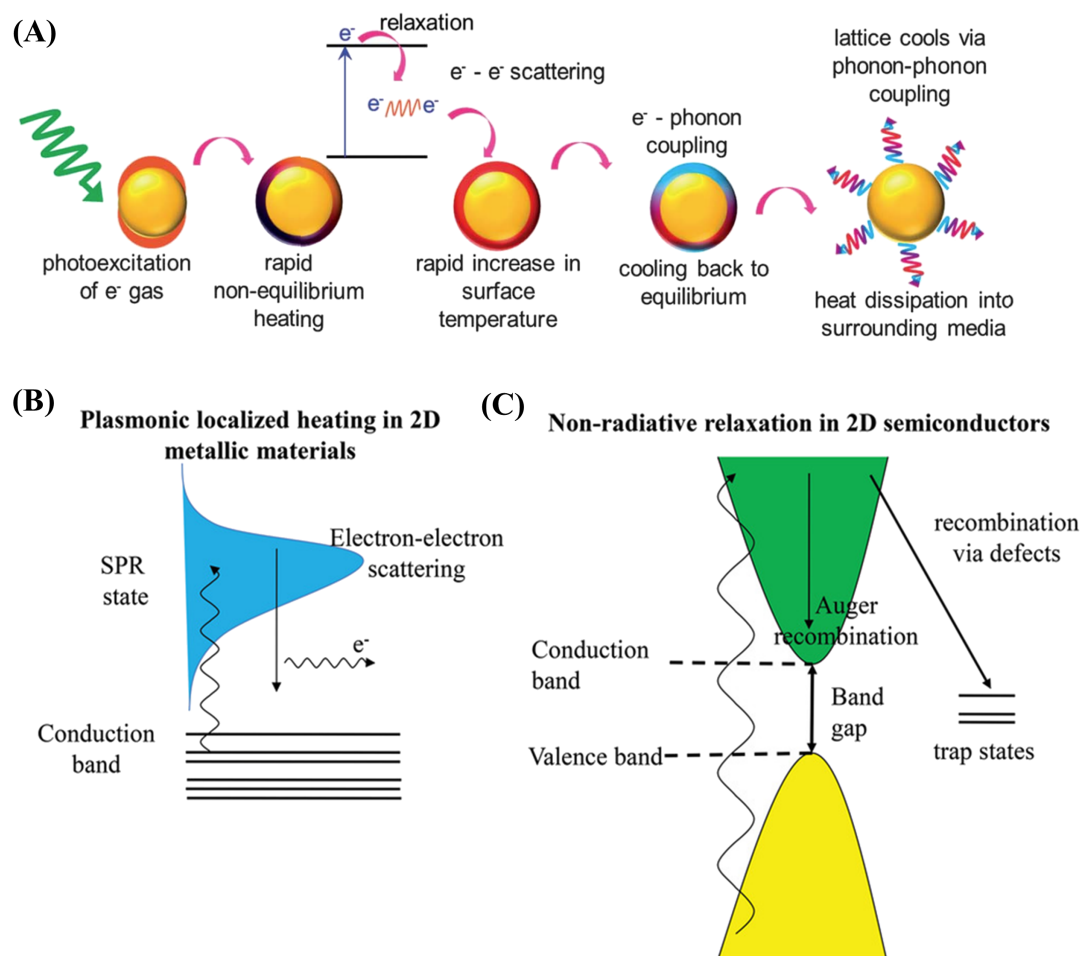 (A)
e-
relaxation
e- - e- scattering
e-
e-
photoexcitation
of e- gas
rapid
non-equilibrium
heating
rapid increase in
surface
temperature
e- - phonon
coupling
cooling back to
equilibrium
lattice cools via
phonon-phonon
coupling
heat dissipation into
surrounding media
(B)
Plasmonic localized heating in 2D
metallic materials
SPR
state
Electron-electron
scattering
e-
Conduction
band
(C)
Non-radiative relaxation in 2D semiconductors
recombination
via defects
Auger
recombination
Conduction
band
Band
gap
Valence band
trap states